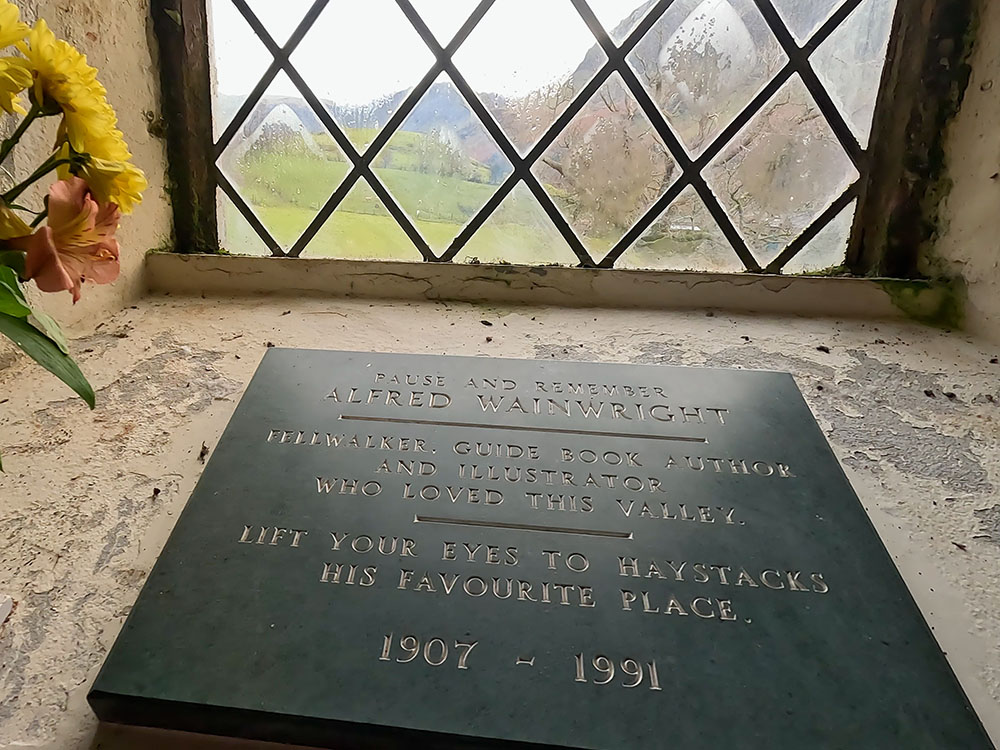 PAUSE AND REMEMBER
ALFRED WAINWRIGHT
FELLWALKER, GUIDE BOOK AUTHOR
AND ILLUSTRATOR
WHO LOVED THIS VALLEY.
LIFT YOUR EYES TO HAYSTACKS
HIS FAVOURITE PLACE.
1907 - 1991